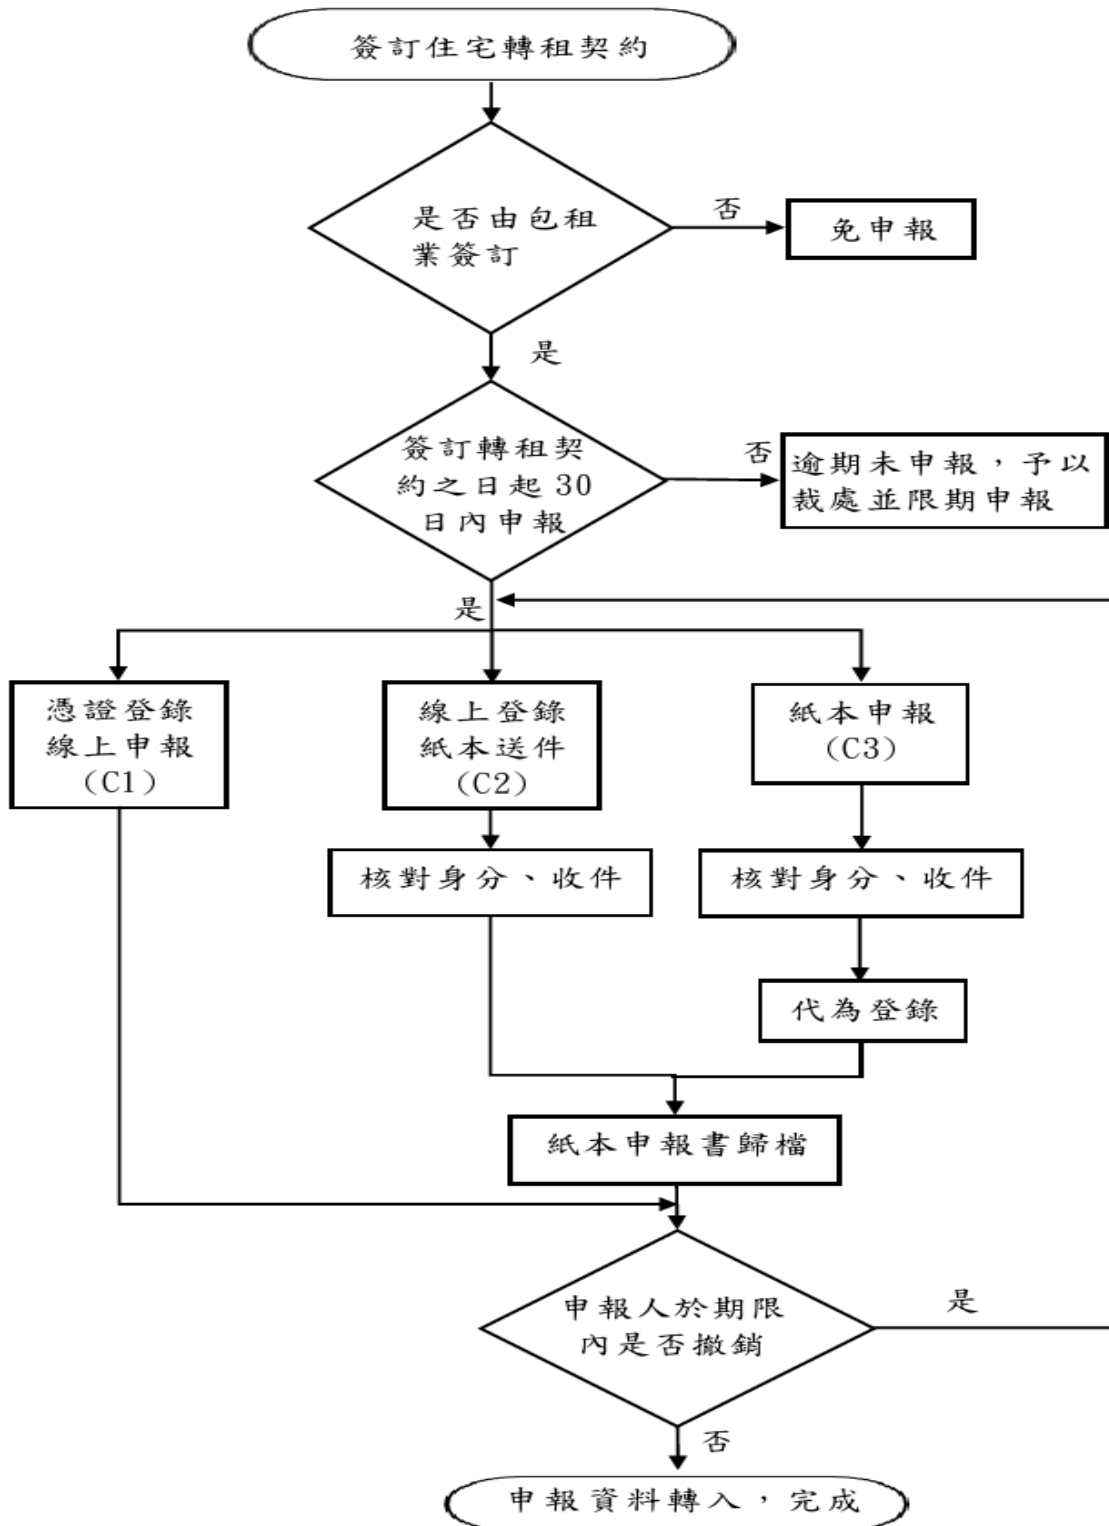 簽訂住宅轉租契約
是否由包租
業簽訂
否
免申報
是
簽訂轉租契
約之日起30
日內申報
否
逾期未申報，予以
裁處並限期申報
是
憑證登錄
線上申報
(C1)
線上登錄
紙本送件
(C2)
紙本申報
(C3)
核對身分、收件
核對身分、收件
代為登錄
紙本申報書歸檔
申報人於期限
內是否撤銷
是
否
申報資料轉入，完成